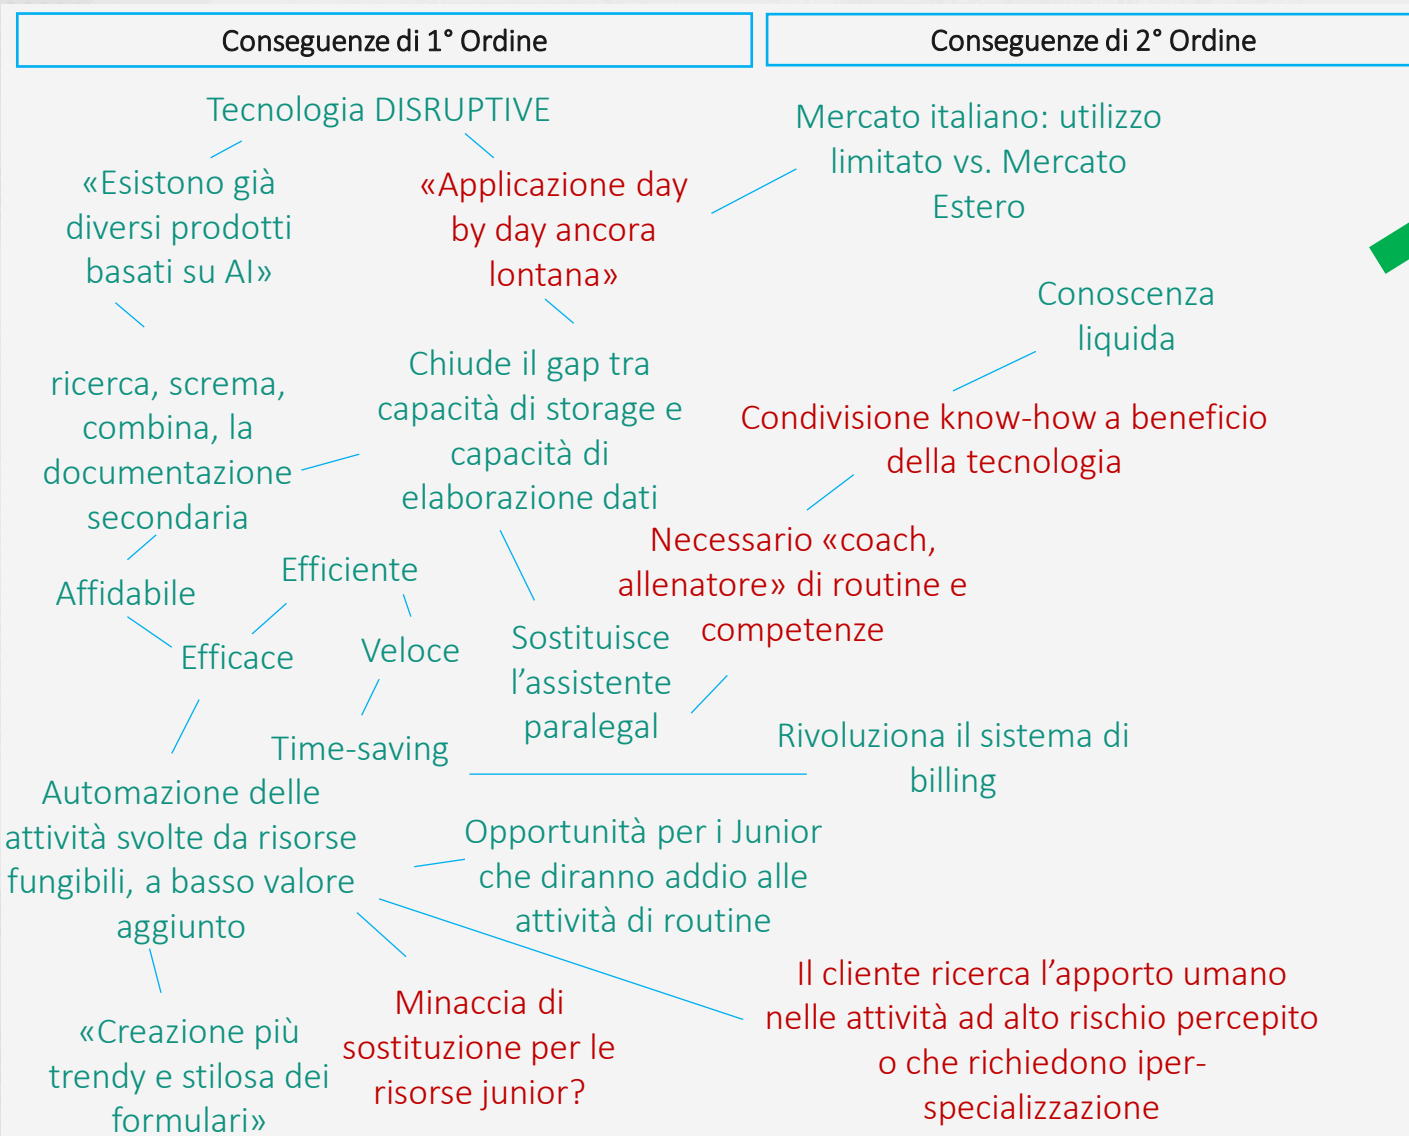 Conseguenze di 1° Ordine
Conseguenze di 2° Ordine
Tecnologia DISRUPTIVE
«Esistono già
diversi prodotti
basati su AI»
«Applicazione day
by day ancora
lontana»
Mercato italiano: utilizzo
limitato vs. Mercato
Estero
Conoscenza
liquida
ricerca, screma,
combina, la
documentazione
secondaria
Chiude il gap tra
capacità di storage e
capacità di
elaborazione dati
Condivisione know-how a beneficio
della tecnologia
Necessario «coach,
allenatore» di routine e
competenze
Affidabile
Efficiente
Efficace
Veloce
Sostituisce
l’assistente
paralegal
Time-saving
Rivoluziona il sistema di
billing
Automazione delle
attività svolte da risorse
fungibili, a basso valore
aggiunto
Opportunità per i Junior
che diranno addio alle
attività di routine
«Creazione più
trendy e stilosa dei
formulari»
Minaccia di
sostituzione per le
risorse junior?
Il cliente ricerca l’apporto umano
nelle attività ad alto rischio percepito
o che richiedono iper-
specializzazione